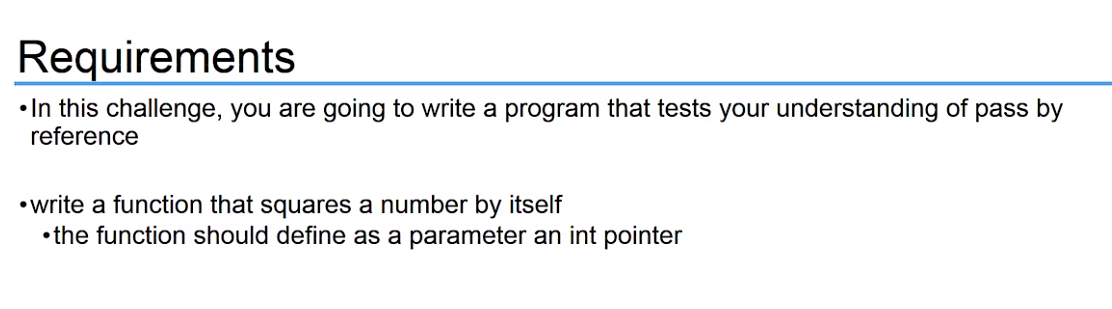 Requirements
•In this challenge, you are going to write a program that tests your understanding of pass by
reference
•write a function that squares a number by itself
•the function should define as a parameter an int pointer